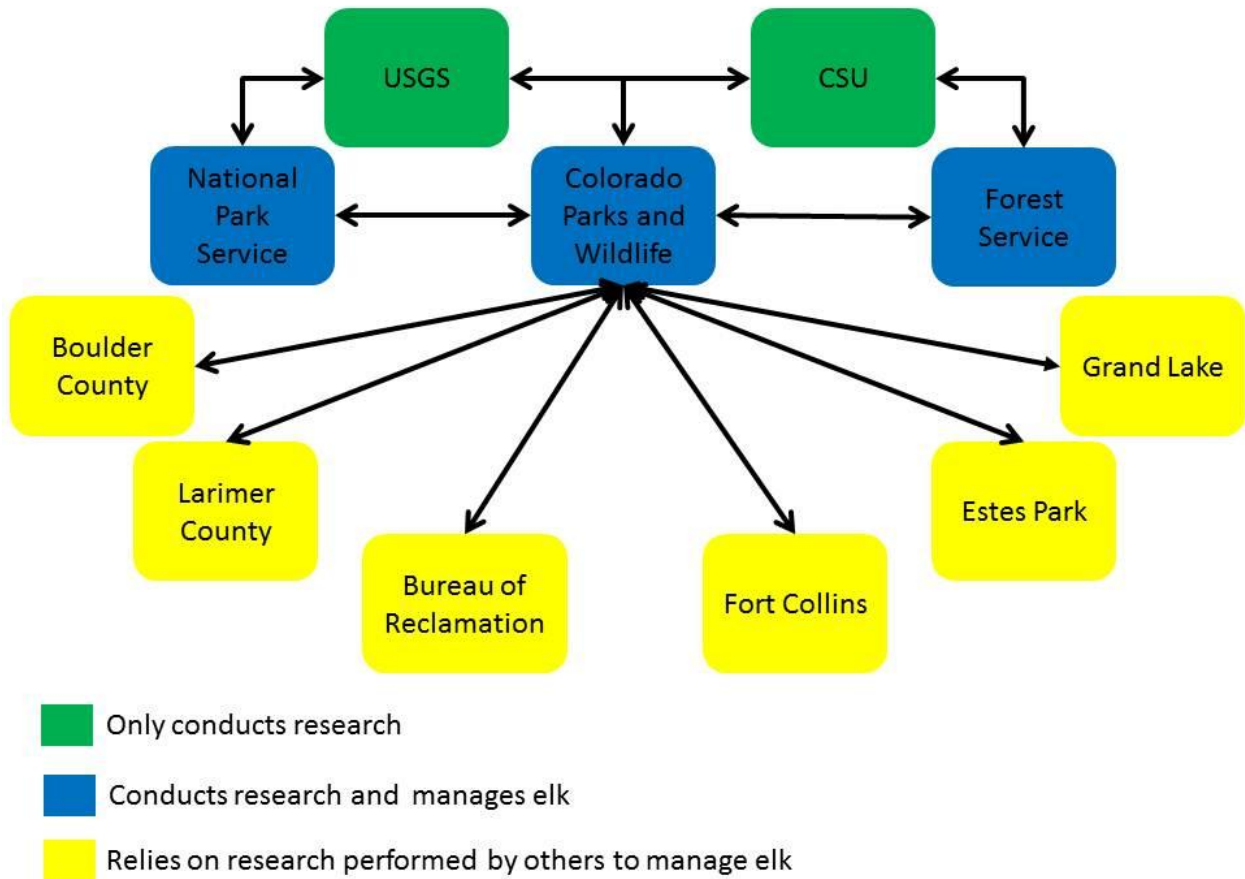 USGS
CSU
National
Park
Service
Colorado
Parks and
Wildlife
Forest
Service
Boulder
County
Grand Lake
Larimer
County
Estes Park
Bureau of
Reclamation
Fort Collins
Only conducts research
Conducts research and manages elk
Relies on research performed by others to manage elk